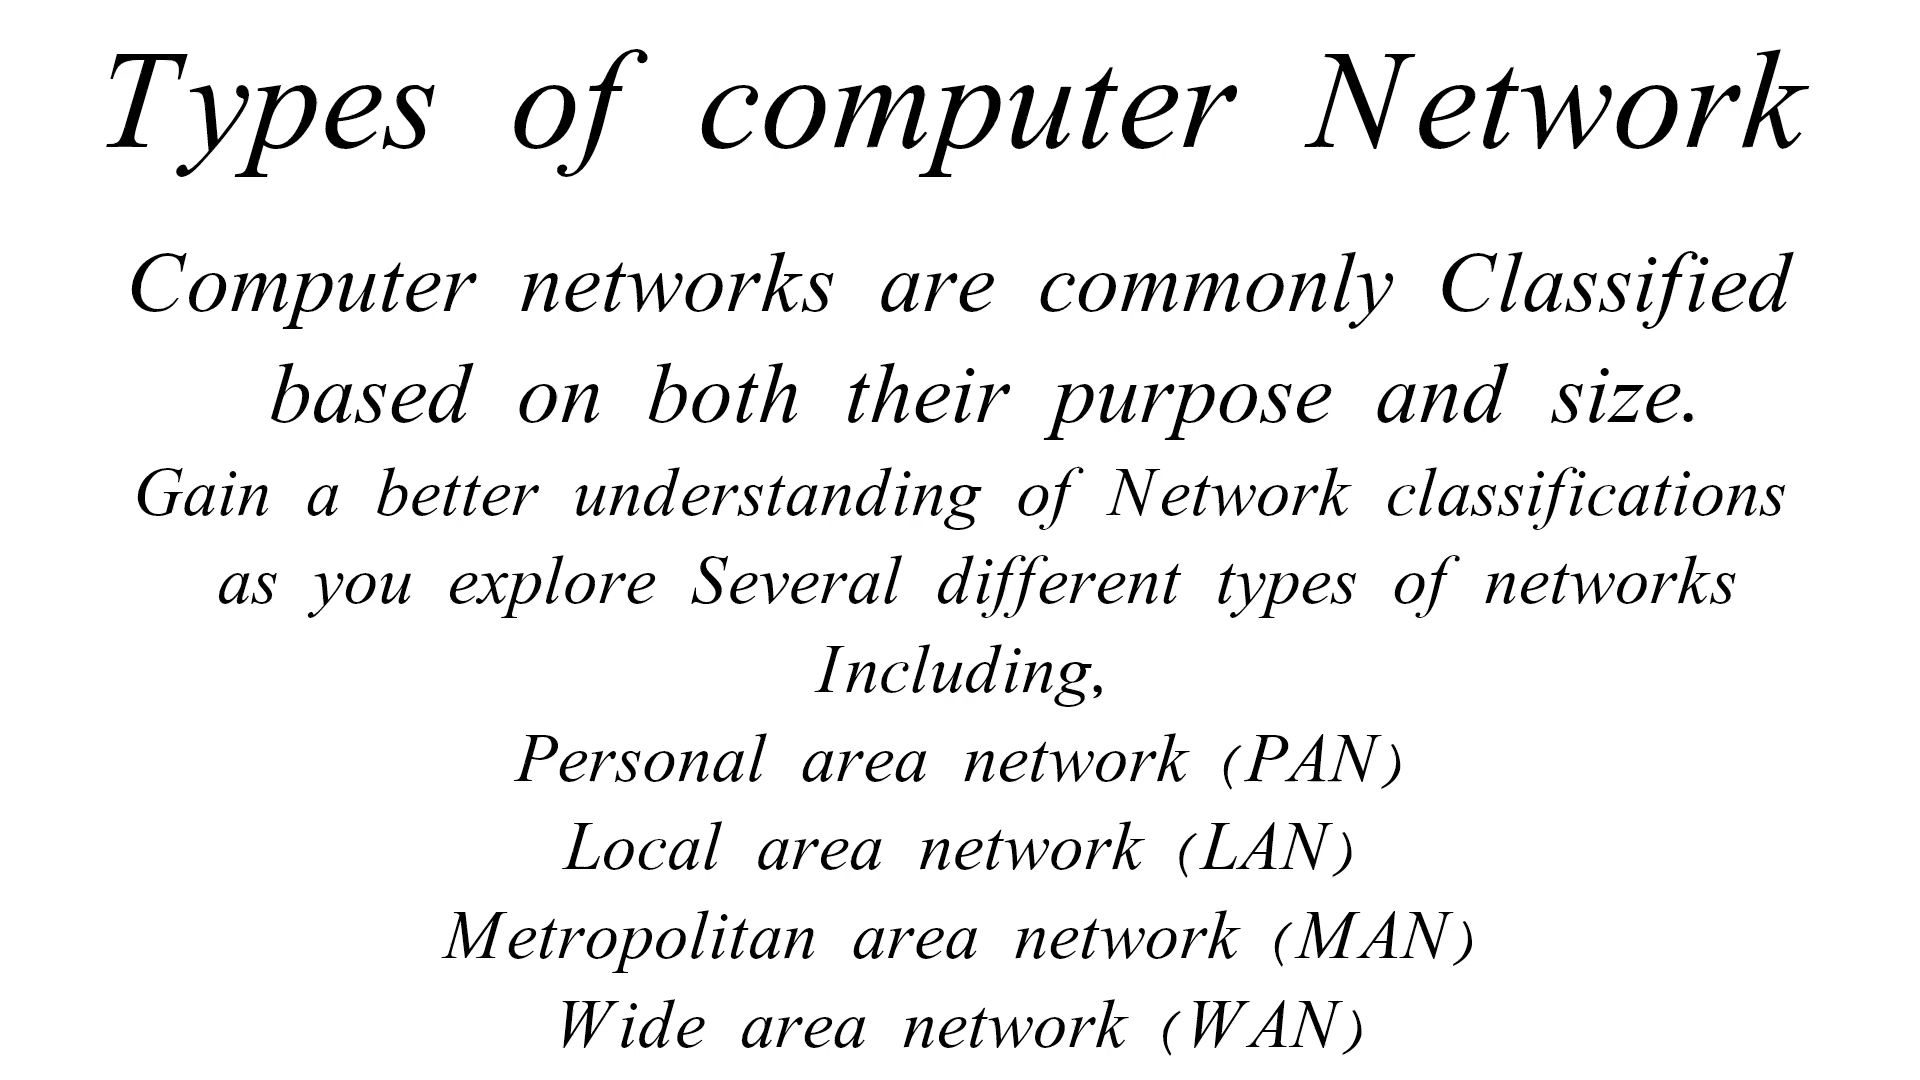 Types of computer Network
Computer networks are commonly Classified
based on both their purpose and size.
Gain a better understanding of Network classifications
as you explore Several different types of networks
Including,
Personal area network (PAN)
Local area network (LAN)
Metropolitan area network (MAN)
Wide area network (WAN)